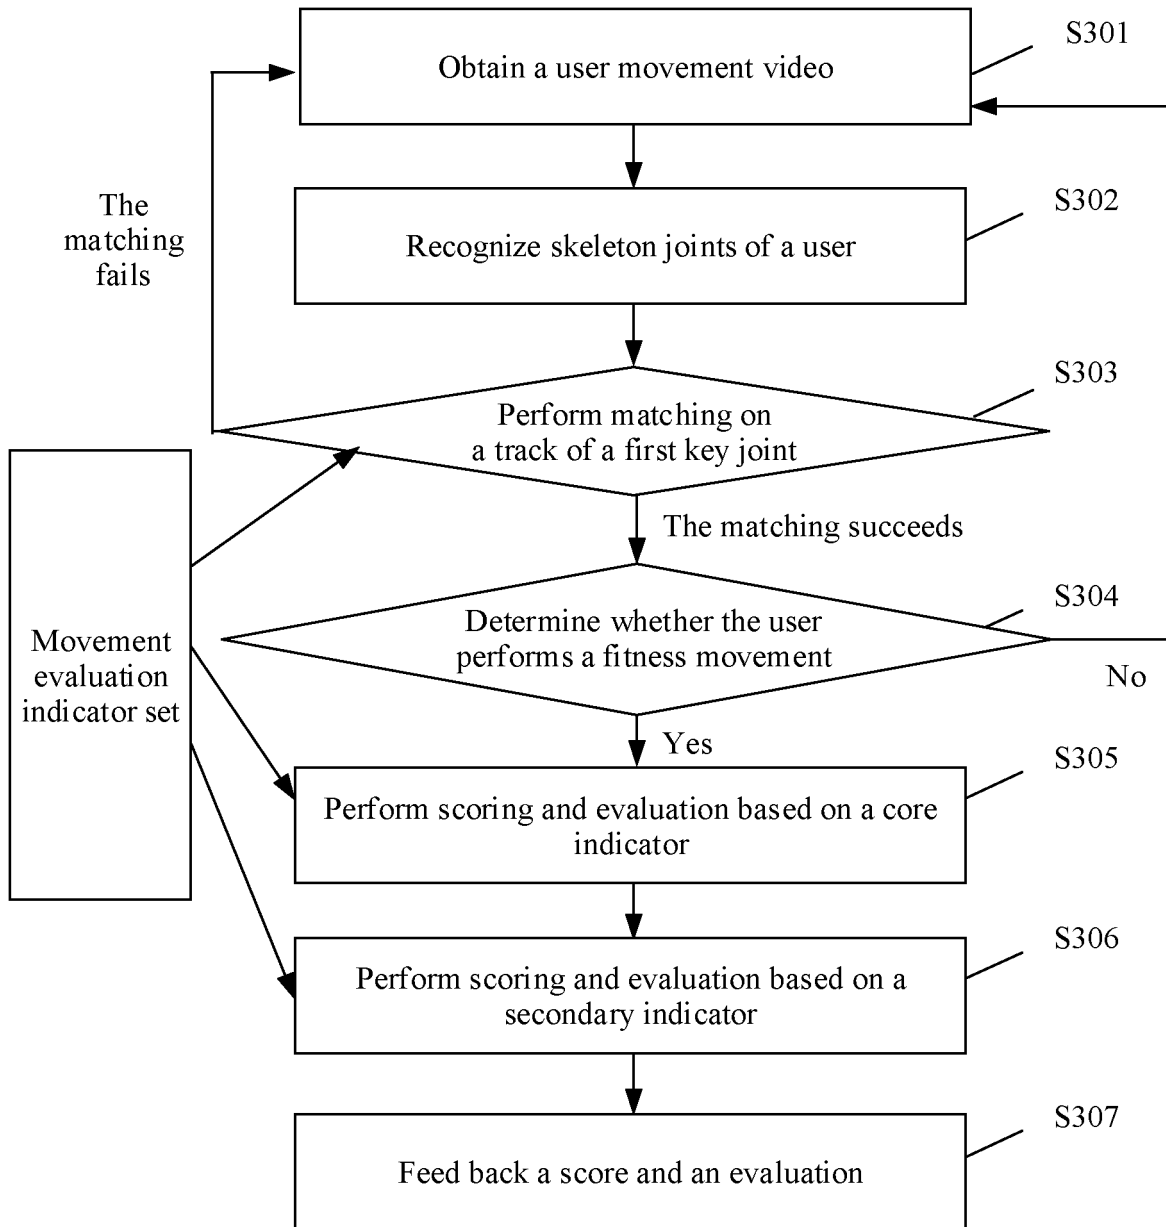 Obtain a user movement video
S301
The
matching
fails
Recognize skeleton joints of a user
S302
Perform matching on
a track of a first key joint
S303
The matching succeeds
Movement
evaluation
indicator set
Determine whether the user
performs a fitness movement
S304
No
Yes
Perform scoring and evaluation based on a core
indicator
S305
Perform scoring and evaluation based on a
secondary indicator
S306
Feed back a score and an evaluation
S307